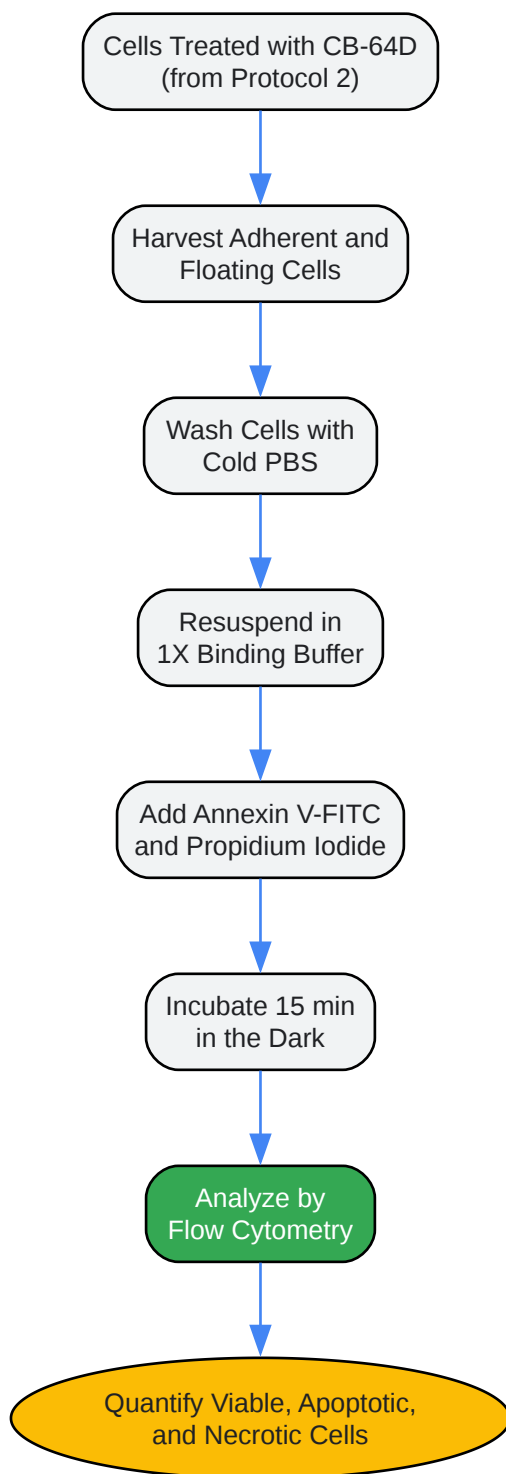 Cells Treated with CB-64D
(from Protocol 2)
Harvest Adherent and
Floating Cells
Wash Cells with
Cold PBS
Resuspend in
1X Binding Buffer
Add Annexin V-FITC
and Propidium Iodide
Incubate 15 min
in the Dark
Analyze by
Flow Cytometry
Quantify Viable, Apoptotic,
and Necrotic Cells